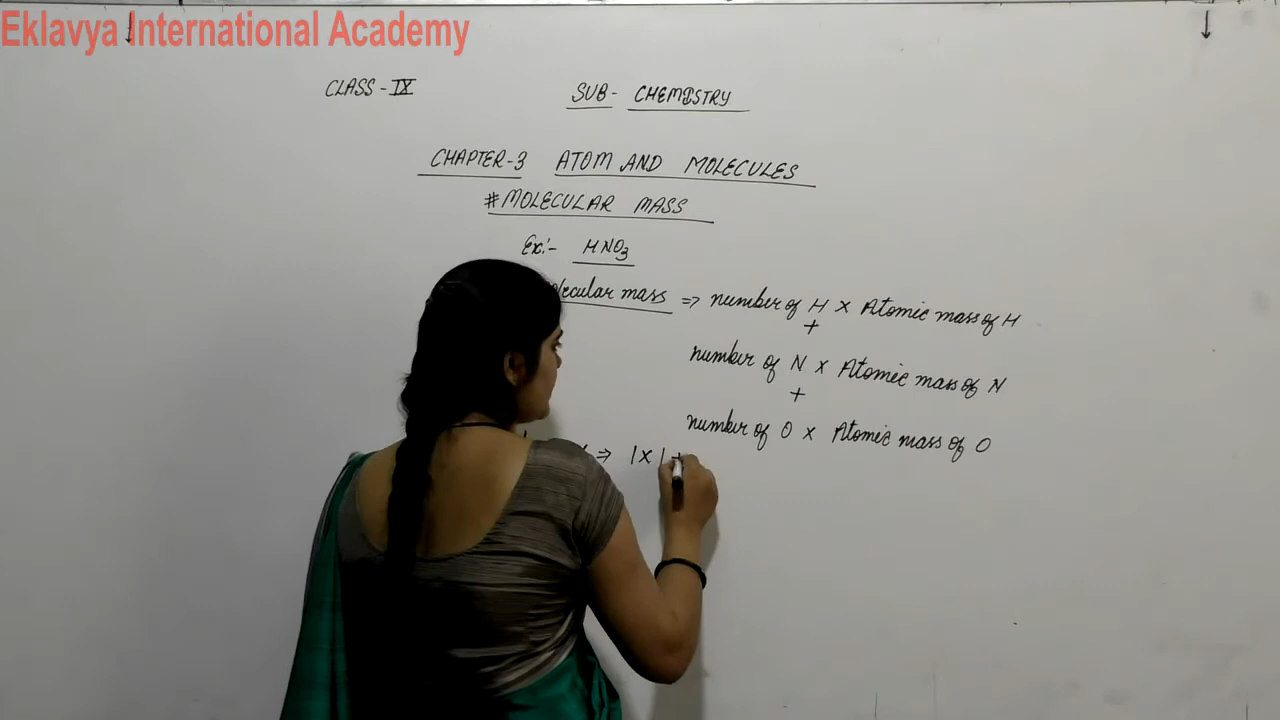 Eklavya International Academy
CLASS - IX
SUB - CHEMISTRY
CHAPTER-3 ATOM AND MOLECULES
# MOLECULAR MASS
Ex:- HNO3
mass ⇒ number of H × Atomic mass of H
+
number of N × Atomic mass of N
+
number of O × Atomic mass of O
⇒ 1×1 +